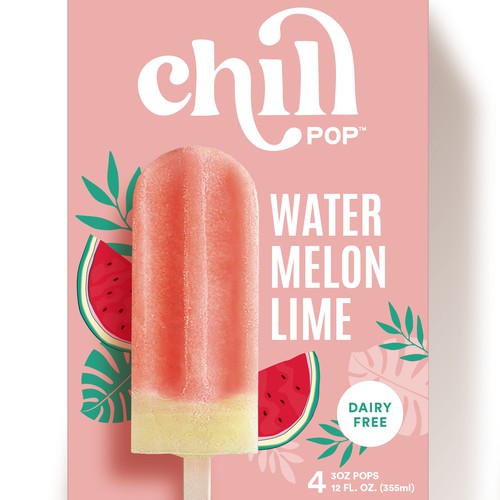 chill
POP™
WATER
MELON
LIME
DAIRY
FREE
4 3OZ POPS
12 FL. OZ. (355ml)